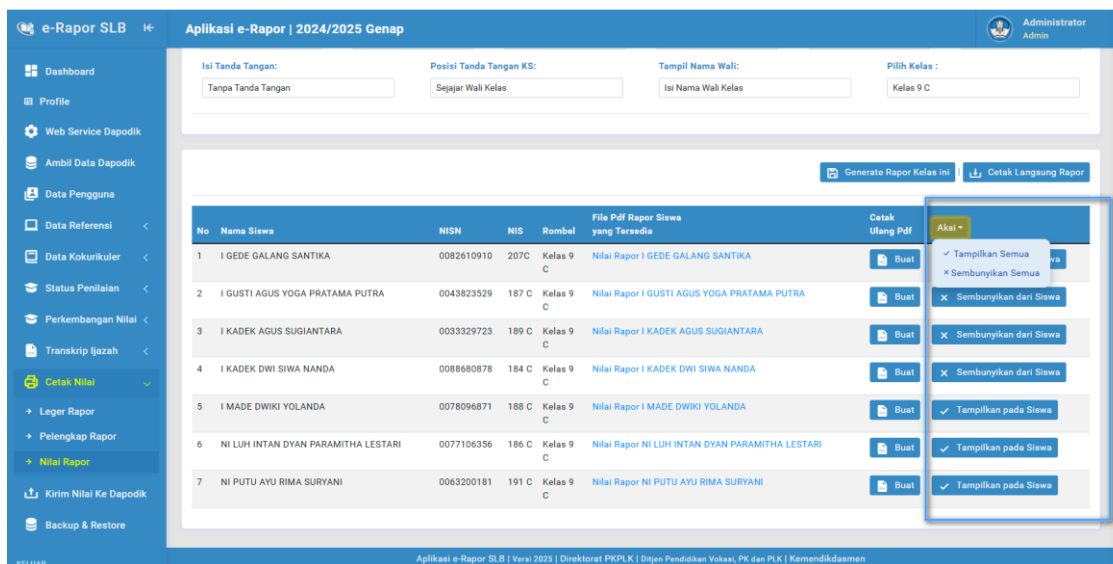 e-Rapor SLB
Aplikasi e-Rapor | 2024/2025 Genap
Administrator
Admin
Dashboard
Profile
Web Service Dapodik
Ambil Data Dapodik
Data Pengguna
Data Referensi
Data Kokurikuler
Status Penilaian
Perkembangan Nilai
Transkrip Ijazah
Cetak Nilai
Leger Rapor
Pelengkap Rapor
Nilai Rapor
Kirim Nilai Ke Dapodik
Backup & Restore
KELUAR
Isi Tanda Tangan: Posisi Tanda Tangan KS: Tampil Nama Wali: Pilih Kelas :
Tanpa Tanda Tangan Sejajar Wali Kelas Isi Nama Wali Kelas Kelas 9 C
Generate Rapor Kelas ini | Cetak Langsung Rapor
No Nama Siswa NISN NIS Rombel File Pdf Rapor Siswa yang Tersedia Cetak Ulang Pdf Aksi
Tampilkan Semua
Sembunyikan Semua
1 I GEDE GALANG SANTIKA 0082610910 207C Kelas 9 C Nilai Rapor I GEDE GALANG SANTIKA Buat
2 I GUSTI AGUS YOGA PRATAMA PUTRA 0043823529 187 C Kelas 9 C Nilai Rapor I GUSTI AGUS YOGA PRATAMA PUTRA Buat Sembunyikan dari Siswa
3 I KADEK AGUS SUGIANTARA 0033329723 189 C Kelas 9 C Nilai Rapor I KADEK AGUS SUGIANTARA Buat Sembunyikan dari Siswa
4 I KADEK DWI SIWA NANDA 0088680878 184 C Kelas 9 C Nilai Rapor I KADEK DWI SIWA NANDA Buat Sembunyikan dari Siswa
5 I MADE DWIKI YOLANDA 0078096871 188 C Kelas 9 C Nilai Rapor I MADE DWIKI YOLANDA Buat Tampilkan pada Siswa
6 NI LUH INTAN DYAN PARAMITHA LESTARI 0077106356 186 C Kelas 9 C Nilai Rapor NI LUH INTAN DYAN PARAMITHA LESTARI Buat Tampilkan pada Siswa
7 NI PUTU AYU RIMA SURYANI 0063200181 191 C Kelas 9 C Nilai Rapor NI PUTU AYU RIMA SURYANI Buat Tampilkan pada Siswa
Aplikasi e-Rapor SLB | Versi 2025 | Direktorat PKPLK | Ditjen Pendidikan Vokasi, PK dan PLK | Kemendikdasmen